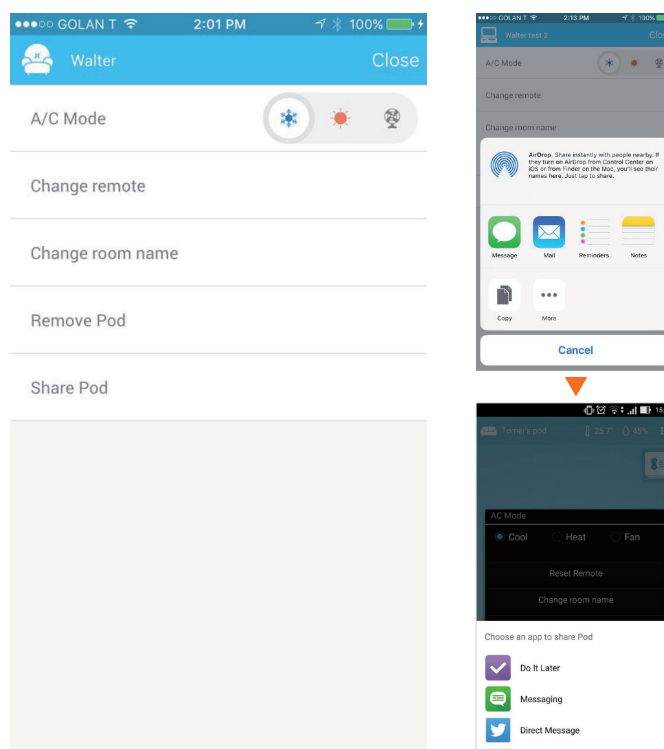 GOLAN T 2:01 PM 100%
Walter Close
A/C Mode
Change remote
Change room name
Remove Pod
Share Pod
GOLAN T 2:13 PM 100%
Walter test 2
A/C Mode
Change remote
Change room name
AirDrop. Share instantly with people nearby. If
they turn on AirDrop from Control Center on
iOS or from Finder on the Mac, you'll see their
names here. Just tap to share.
Message Mail Reminders Notes
Copy More
Cancel
Tomer's pod 25.7° 45%
AC Mode
Cool Heat Fan
Reset Remote
Change room name
Choose an app to share Pod
Do It Later
Messaging
Direct Message